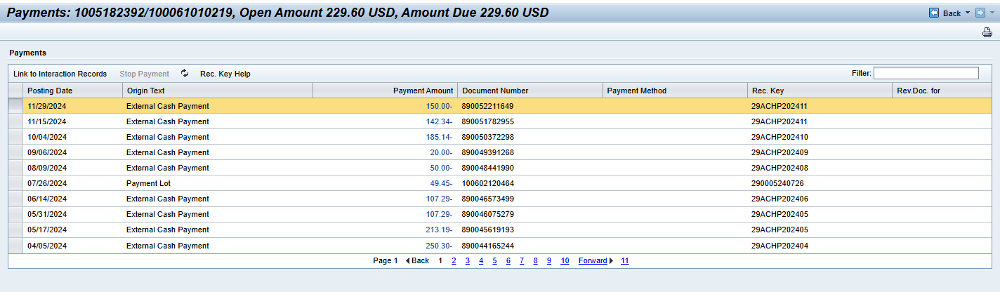 Payments: 1005182392/100061010219, Open Amount 229.60 USD, Amount Due 229.60 USD Back
Payments
Link to Interaction Records Stop Payment Rec. Key Help Filter:
Posting Date Origin Text Payment Amount Document Number Payment Method Rec. Key Rev.Doc. for
11/29/2024 External Cash Payment 150.00- 890052211649 29ACHP202411
11/15/2024 External Cash Payment 142.34- 890051782955 29ACHP202411
10/04/2024 External Cash Payment 185.14- 890050372298 29ACHP202410
09/06/2024 External Cash Payment 20.00- 890049391268 29ACHP202409
08/09/2024 External Cash Payment 50.00- 890048441990 29ACHP202408
07/26/2024 Payment Lot 49.45- 100602120464 290005240726
06/14/2024 External Cash Payment 107.29- 890046573499 29ACHP202406
05/31/2024 External Cash Payment 107.29- 890046075279 29ACHP202405
05/17/2024 External Cash Payment 213.19- 890045619193 29ACHP202405
04/05/2024 External Cash Payment 250.30- 890044165244 29ACHP202404
Page 1 Back 1 2 3 4 5 6 7 8 9 10 Forward 11